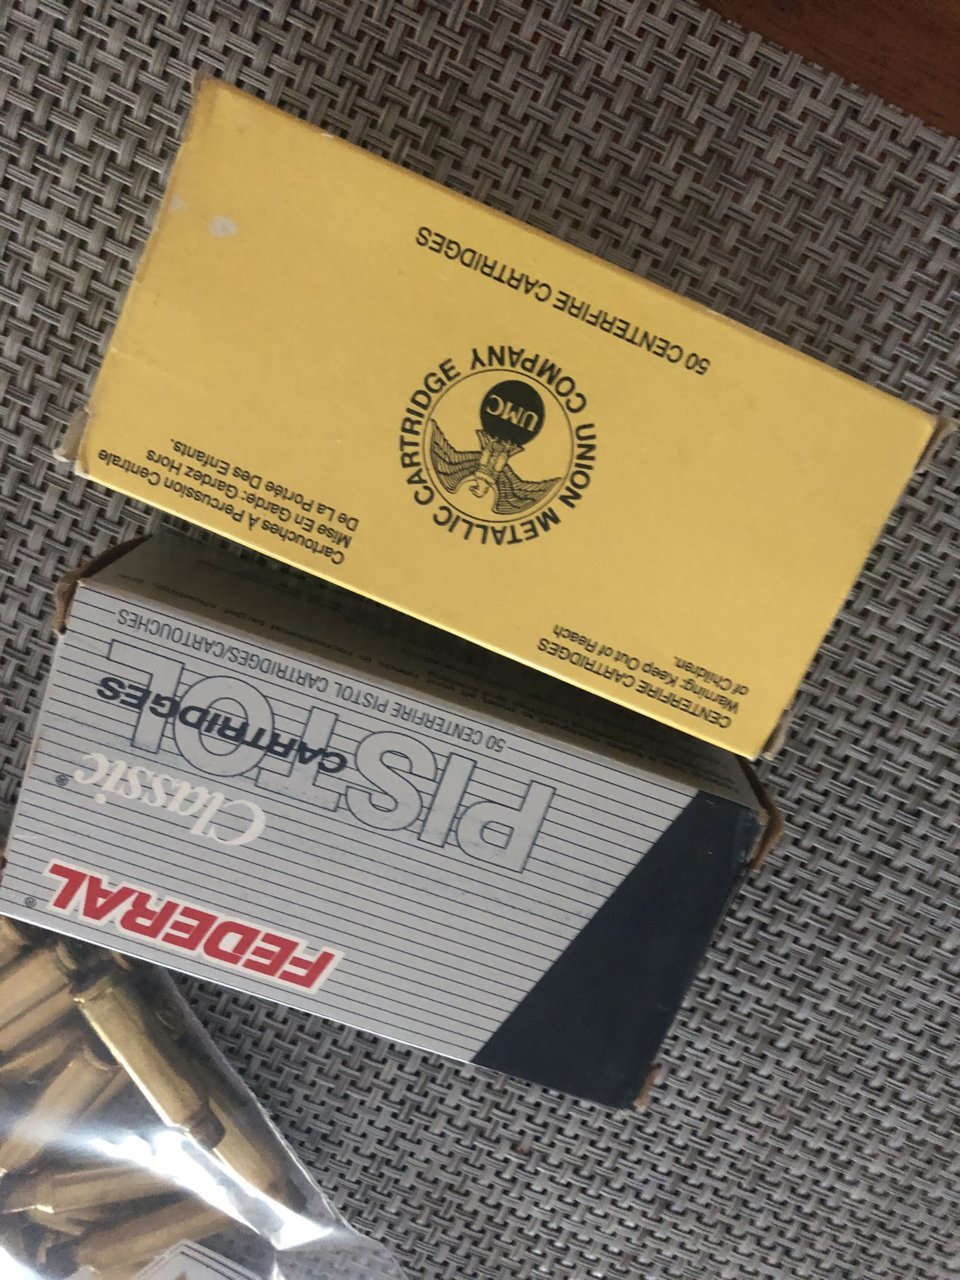 50 CENTERFIRE CARTRIDGES
UNION METALLIC CARTRIDGE COMPANY
UMC
CENTERFIRE CARTRIDGES
Warning: Keep Out of Reach
of Children.
Cartouches À Percussion Centrale
Mise En Garde: Gardez Hors
De La Portée Des Enfants.
FEDERAL®
Classic®
PISTOL
CARTRIDGES
50 CENTERFIRE PISTOL CARTRIDGES/CARTOUCHES